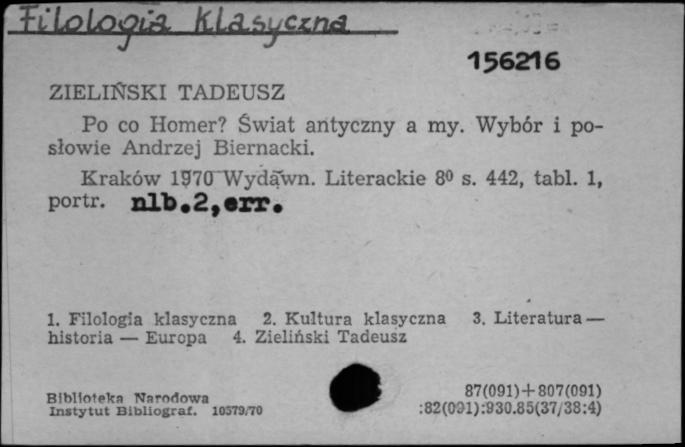 Filologia klasyczna
156216
ZIELIŃSKI TADEUSZ
Po co Homer? Świat antyczny a my. Wybór i po-
słowie Andrzej Biernacki.
Kraków 1970 Wydawn. Literackie 8⁰ s. 442, tabl. 1,
portr. nlb.2,err.
1. Filologia klasyczna 2. Kultura klasyczna 3. Literatura —
historia — Europa 4. Zieliński Tadeusz
Biblioteka Narodowa
Instytut Bibliograf. 10579/70
87(091)+807(091)
:82(091):930.85(37/38:4)